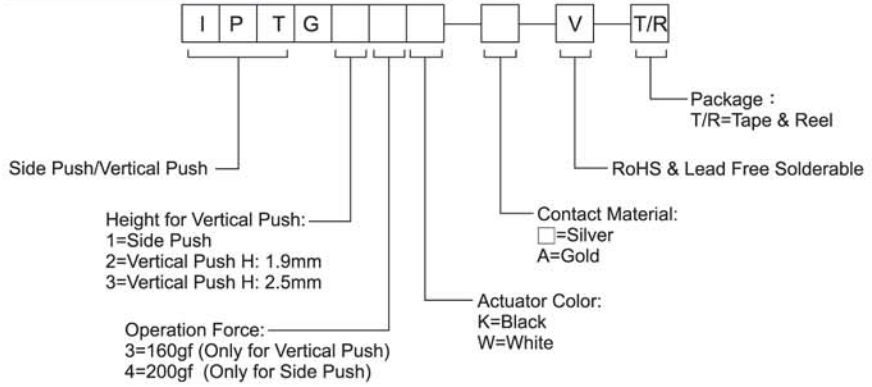 I P T G V T/R
Package：
T/R=Tape & Reel
Side Push/Vertical Push
RoHS & Lead Free Solderable
Height for Vertical Push:
1=Side Push
2=Vertical Push H: 1.9mm
3=Vertical Push H: 2.5mm
Contact Material:
□=Silver
A=Gold
Actuator Color:
K=Black
W=White
Operation Force:
3=160gf (Only for Vertical Push)
4=200gf (Only for Side Push)